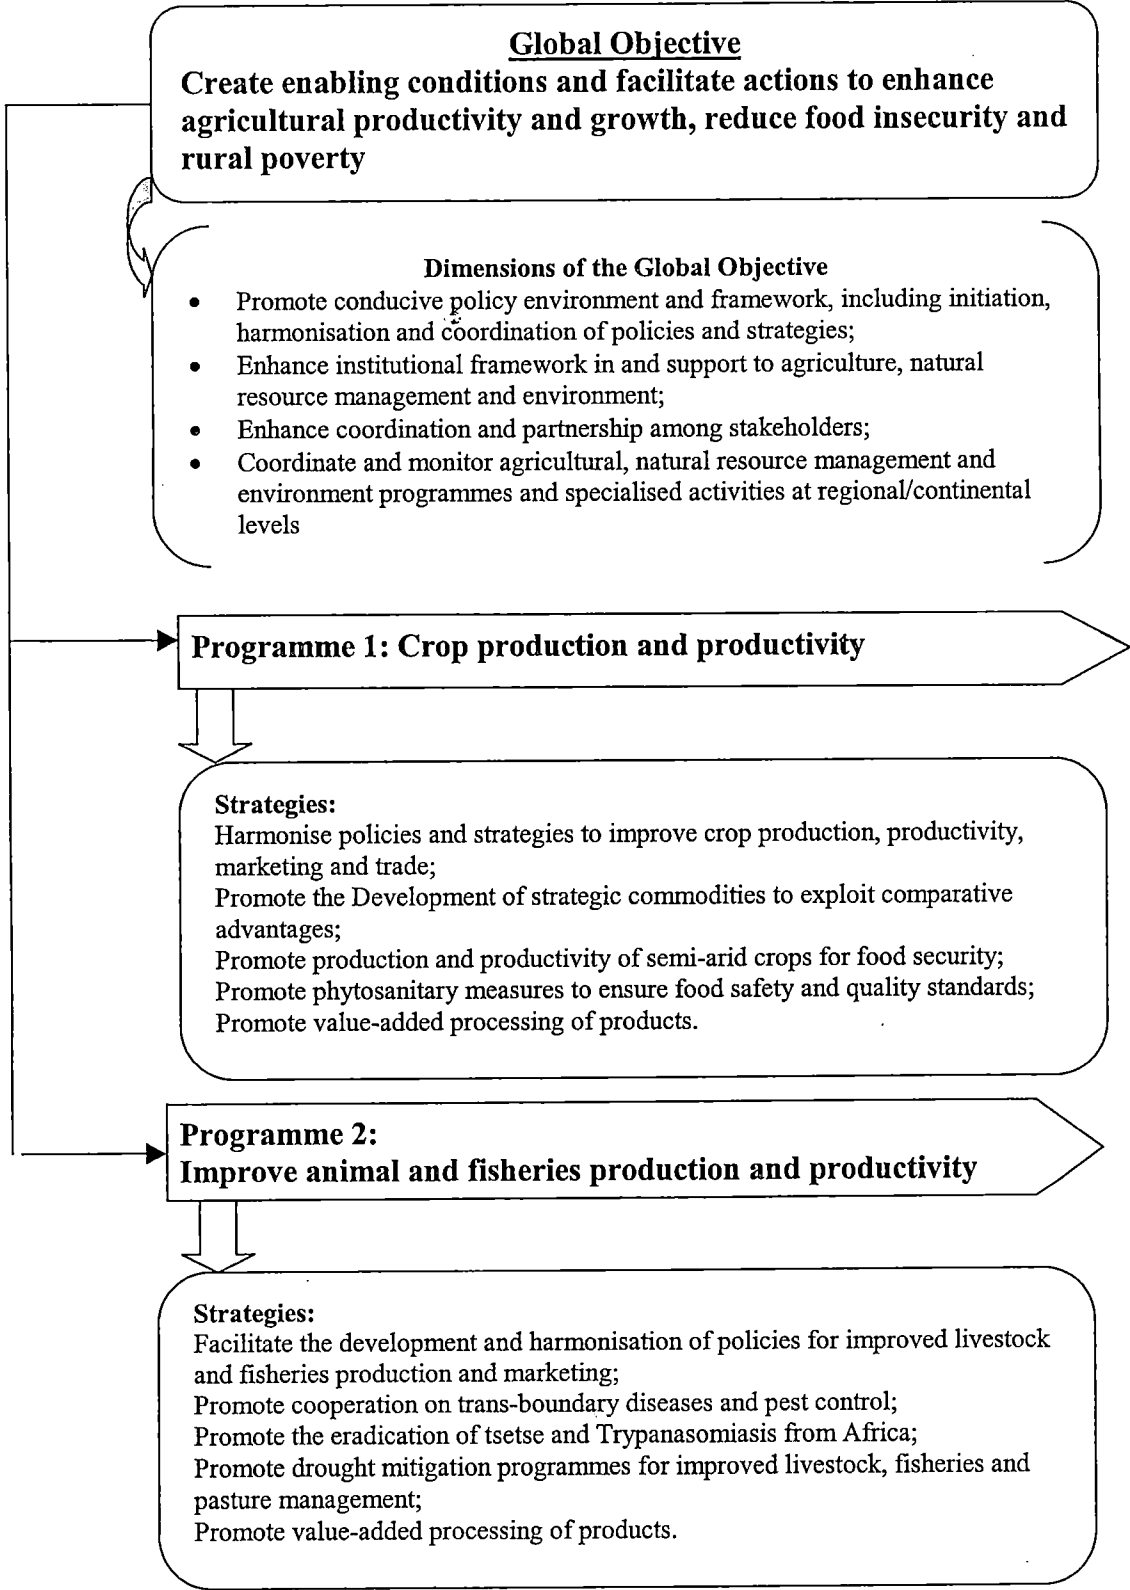 Global Objective
Create enabling conditions and facilitate actions to enhance
agricultural productivity and growth, reduce food insecurity and
rural poverty
Dimensions of the Global Objective
• Promote conducive policy environment and framework, including initiation,
harmonisation and coordination of policies and strategies;
• Enhance institutional framework in and support to agriculture, natural
resource management and environment;
• Enhance coordination and partnership among stakeholders;
• Coordinate and monitor agricultural, natural resource management and
environment programmes and specialised activities at regional/continental
levels
Programme 1: Crop production and productivity
Strategies:
Harmonise policies and strategies to improve crop production, productivity,
marketing and trade;
Promote the Development of strategic commodities to exploit comparative
advantages;
Promote production and productivity of semi-arid crops for food security;
Promote phytosanitary measures to ensure food safety and quality standards;
Promote value-added processing of products.
Programme 2:
Improve animal and fisheries production and productivity
Strategies:
Facilitate the development and harmonisation of policies for improved livestock
and fisheries production and marketing;
Promote cooperation on trans-boundary diseases and pest control;
Promote the eradication of tsetse and Trypanasomiasis from Africa;
Promote drought mitigation programmes for improved livestock, fisheries and
pasture management;
Promote value-added processing of products.